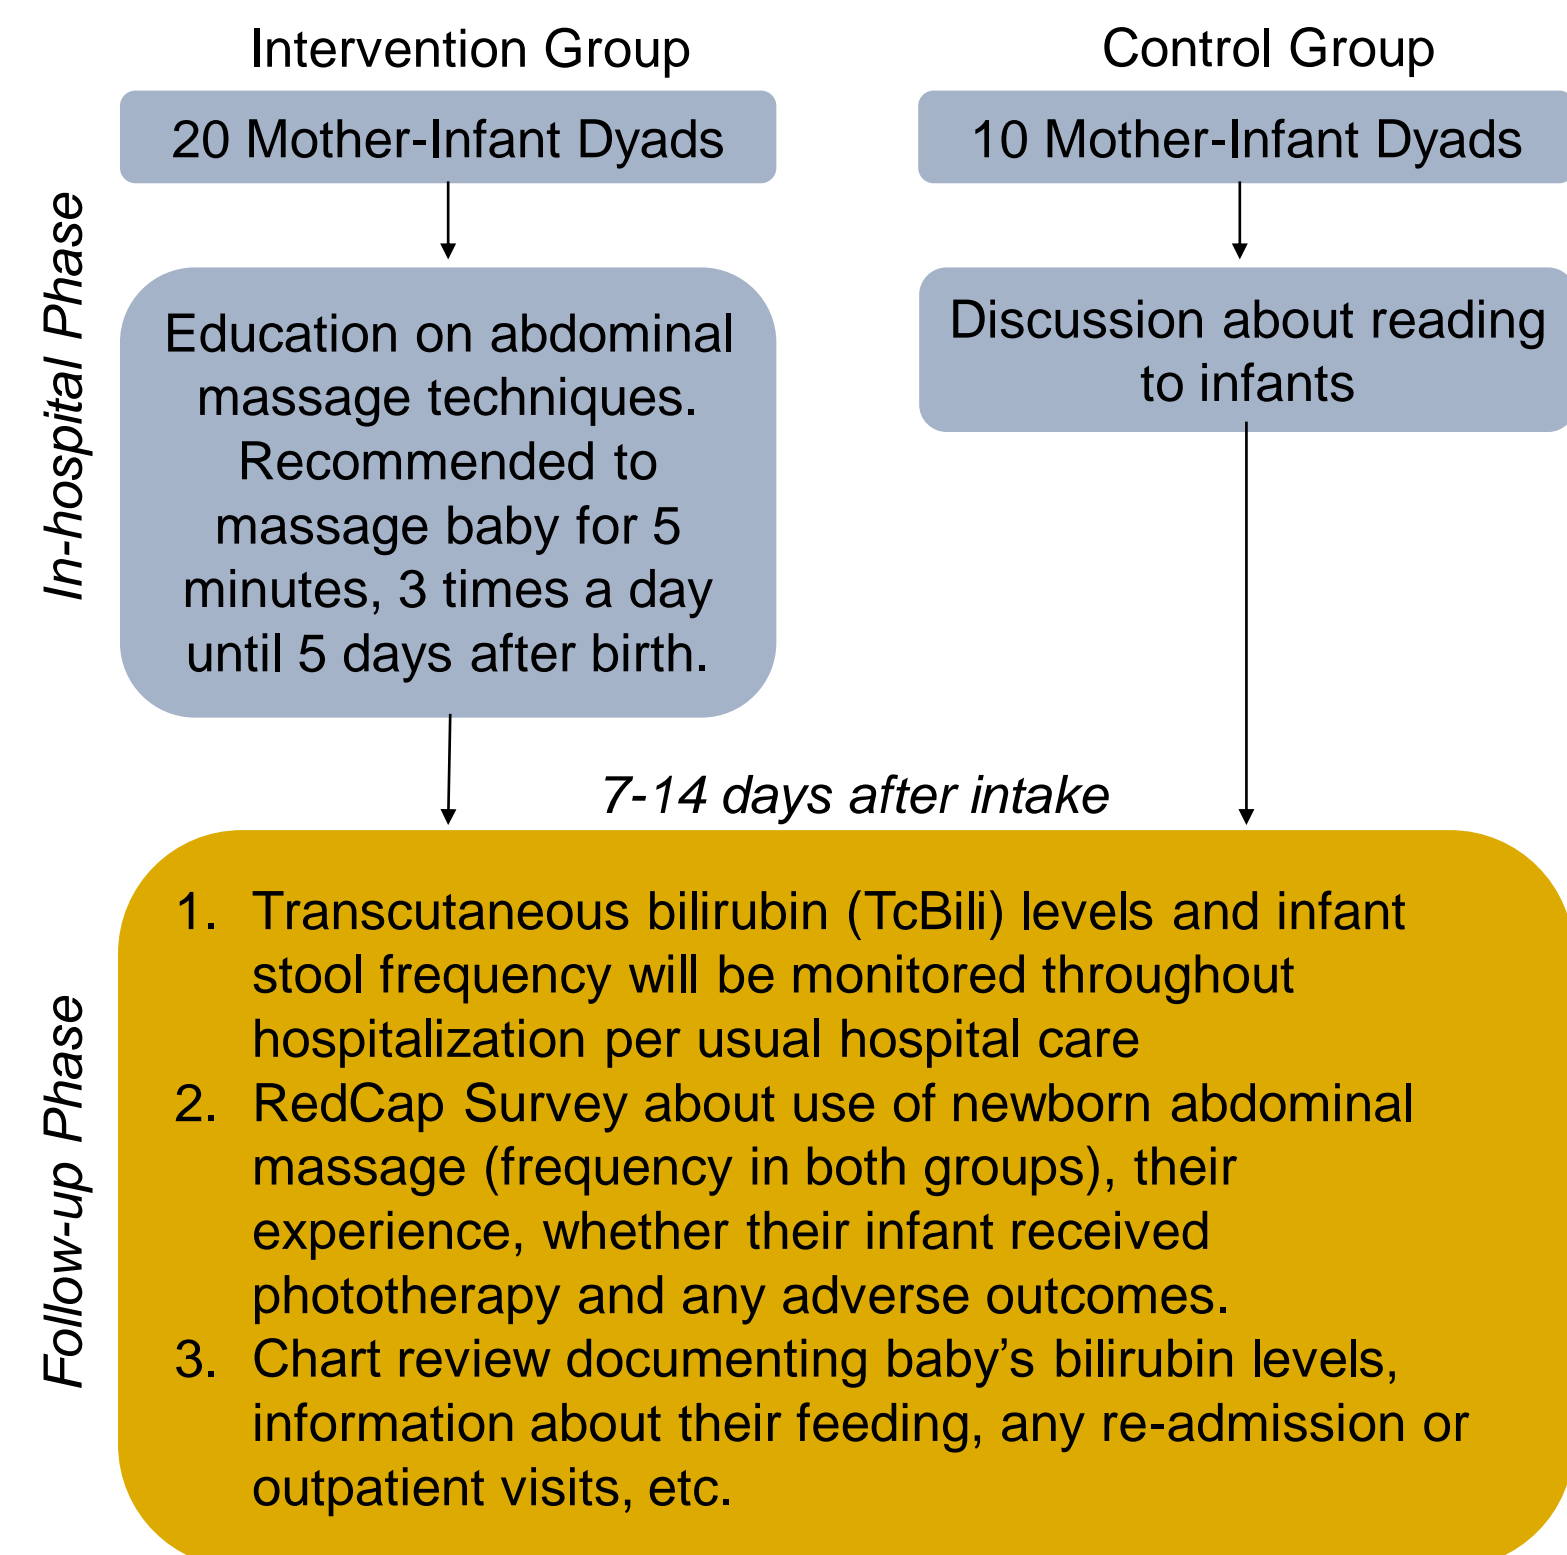 Intervention Group
Control Group
20 Mother-Infant Dyads
10 Mother-Infant Dyads
In-hospital Phase
Education on abdominal
massage techniques.
Recommended to
massage baby for 5
minutes, 3 times a day
until 5 days after birth.
Discussion about reading
to infants
7-14 days after intake
Follow-up Phase
1. Transcutaneous bilirubin (TcBili) levels and infant
stool frequency will be monitored throughout
hospitalization per usual hospital care
2. RedCap Survey about use of newborn abdominal
massage (frequency in both groups), their
experience, whether their infant received
phototherapy and any adverse outcomes.
3. Chart review documenting baby’s bilirubin levels,
information about their feeding, any re-admission or
outpatient visits, etc.